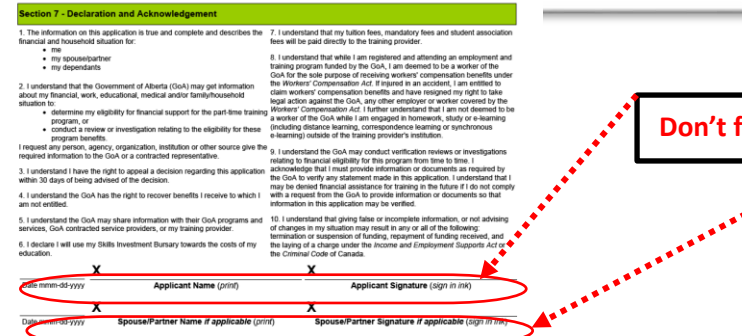 Section 7 - Declaration and Acknowledgement
1. The information on this application is true and complete and describes the
financial and household situation for:
• me
• my spouse/partner
• my dependants
2. I understand that the Government of Alberta (GoA) may get information
about my financial, work, educational, medical and/or family/household
situation to:
• determine my eligibility for financial support for the part-time training
program, or
• conduct a review or investigation relating to the eligibility for these
program benefits.
I request any person, agency, organization, institution or other source give the
required information to the GoA or a contracted representative.
3. I understand I have the right to appeal a decision regarding this application
within 30 days of being advised of the decision.
4. I understand the GoA has the right to recover benefits I receive to which I
am not entitled.
5. I understand the GoA may share information with their GoA programs and
services, GoA contracted service providers, or my training provider.
6. I declare I will use my Skills Investment Bursary towards the costs of my
education.
7. I understand that my tuition fees, mandatory fees and student association
fees will be paid directly to the training provider.
8. I understand that while I am registered and attending an employment and
training program funded by the GoA, I am deemed to be a worker of the
GoA for the sole purpose of receiving workers' compensation benefits under
the Workers' Compensation Act. If injured in an accident, I am entitled to
claim workers' compensation benefits and have resigned my right to take
legal action against the GoA, any other employer or worker covered by the
Workers' Compensation Act. I further understand that I am not deemed to be
a worker of the GoA while I am engaged in homework, study or e-learning
(including distance learning, correspondence learning or synchronous
e-learning) outside of the training provider's institution.
9. I understand the GoA may conduct verification reviews or investigations
relating to financial eligibility for this program from time to time. I
acknowledge that I must provide information or documents as required by
the GoA to verify any statement made in this application. I understand that I
may be denied financial assistance for training in the future if I do not comply
with a request from the GoA to provide information or documents so that
information in this application may be verified.
10. I understand that giving false or incomplete information, or not advising
of changes in my situation may result in any or all of the following:
termination or suspension of funding, repayment of funding received, and
the laying of a charge under the Income and Employment Supports Act or
the Criminal Code of Canada.
X X
Date mmm-dd-yyyy Applicant Name (print) Applicant Signature (sign in ink)
X X
Date mmm-dd-yyyy Spouse/Partner Name if applicable (print) Spouse/Partner Signature if applicable (sign in ink)
Don't f